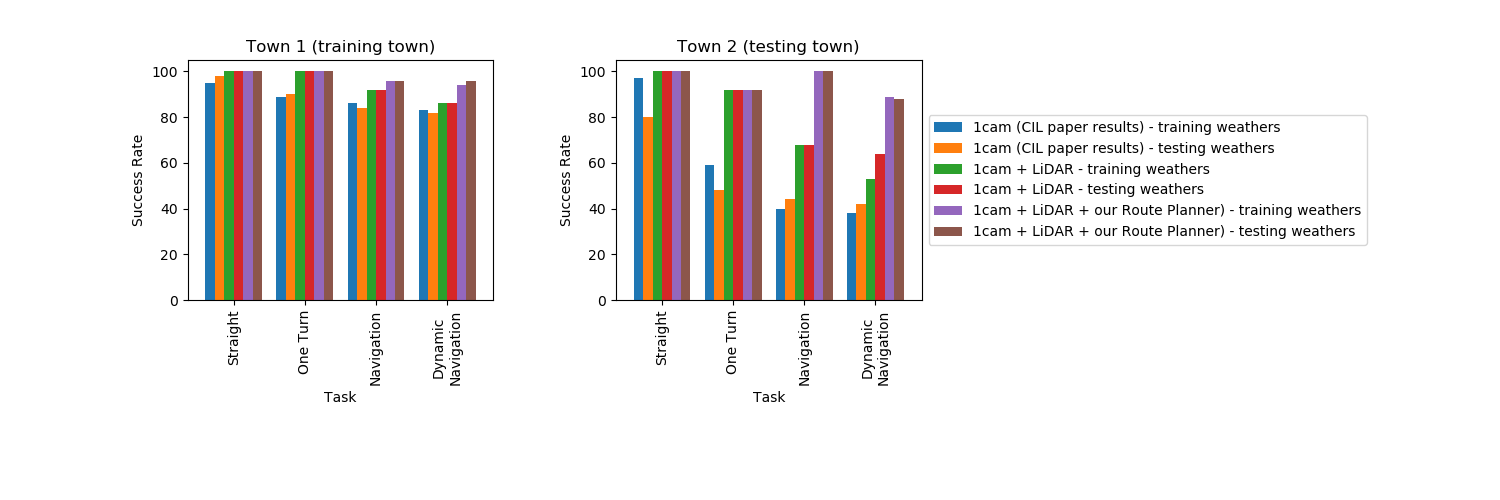 Town 1 (training town)
Success Rate
100
80
60
40
20
0
Straight
One Turn
Navigation
Dynamic
Navigation
Task
Town 2 (testing town)
Success Rate
100
80
60
40
20
0
Straight
One Turn
Navigation
Dynamic
Navigation
Task
1cam (CIL paper results) - training weathers
1cam (CIL paper results) - testing weathers
1cam + LiDAR - training weathers
1cam + LiDAR - testing weathers
1cam + LiDAR + our Route Planner) - training weathers
1cam + LiDAR + our Route Planner) - testing weathers